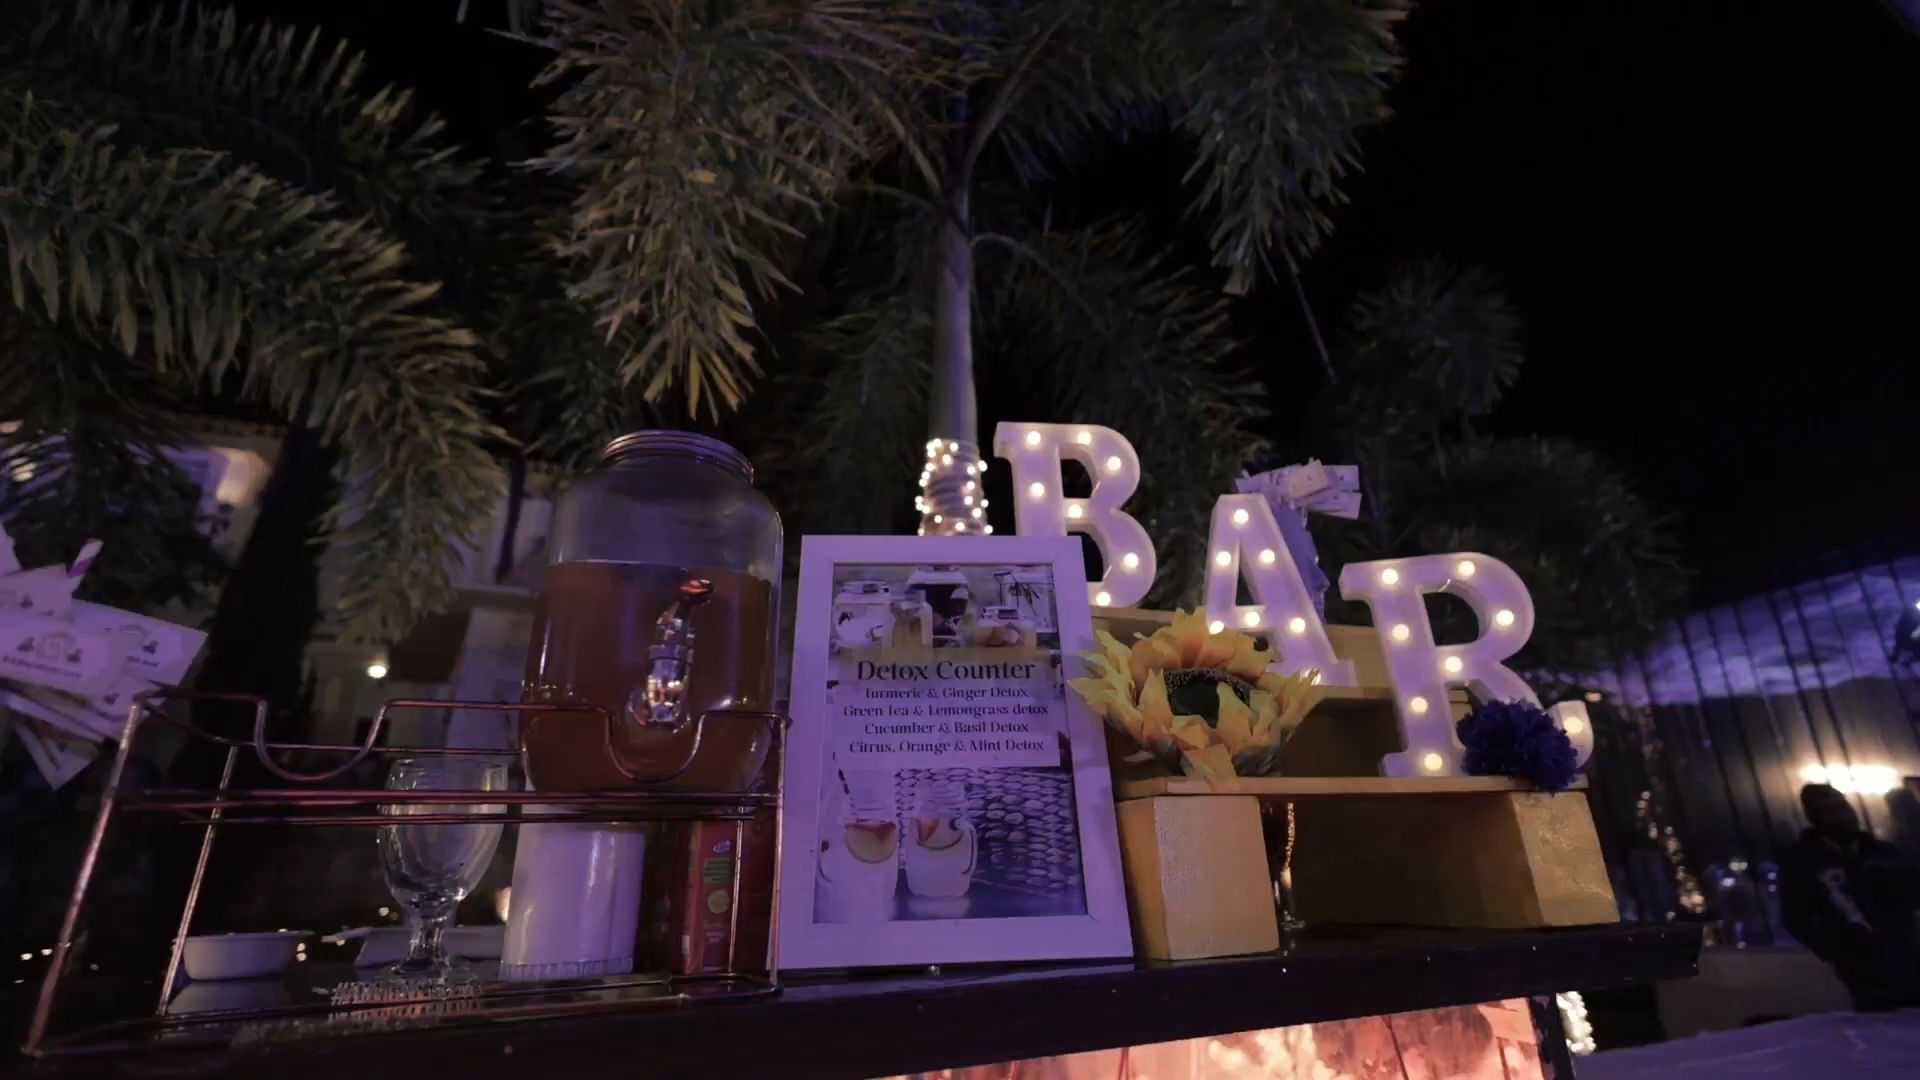 BAR
Detox Counter
Turmeric & Ginger Detox
Green Tea & Lemongrass detox
Cucumber & Basil Detox
Citrus, Orange & Mint Detox